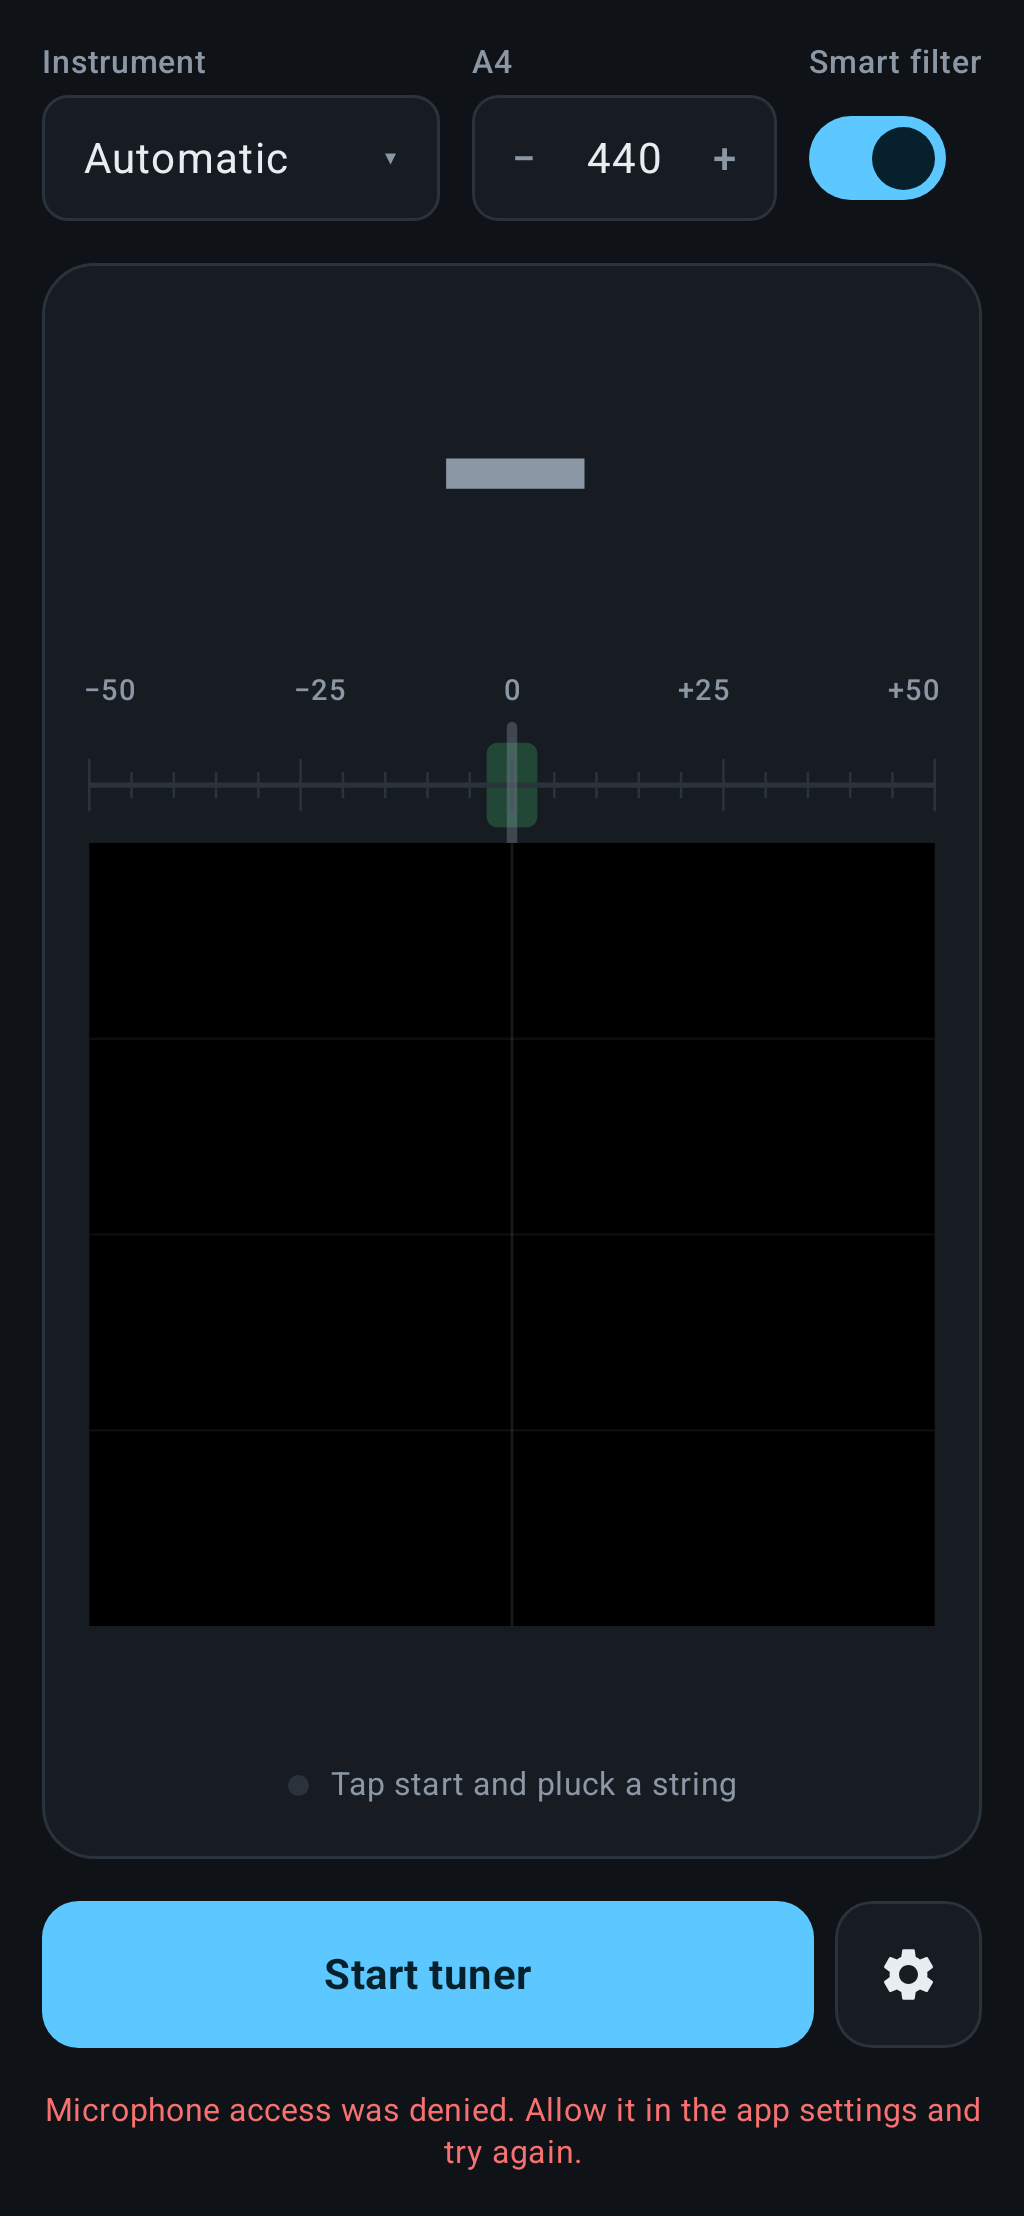 Instrument
A4
Smart filter
Automatic ▾
− 440 +
–
−50 −25 0 +25 +50
Tap start and pluck a string
Start tuner
Microphone access was denied. Allow it in the app settings and
try again.